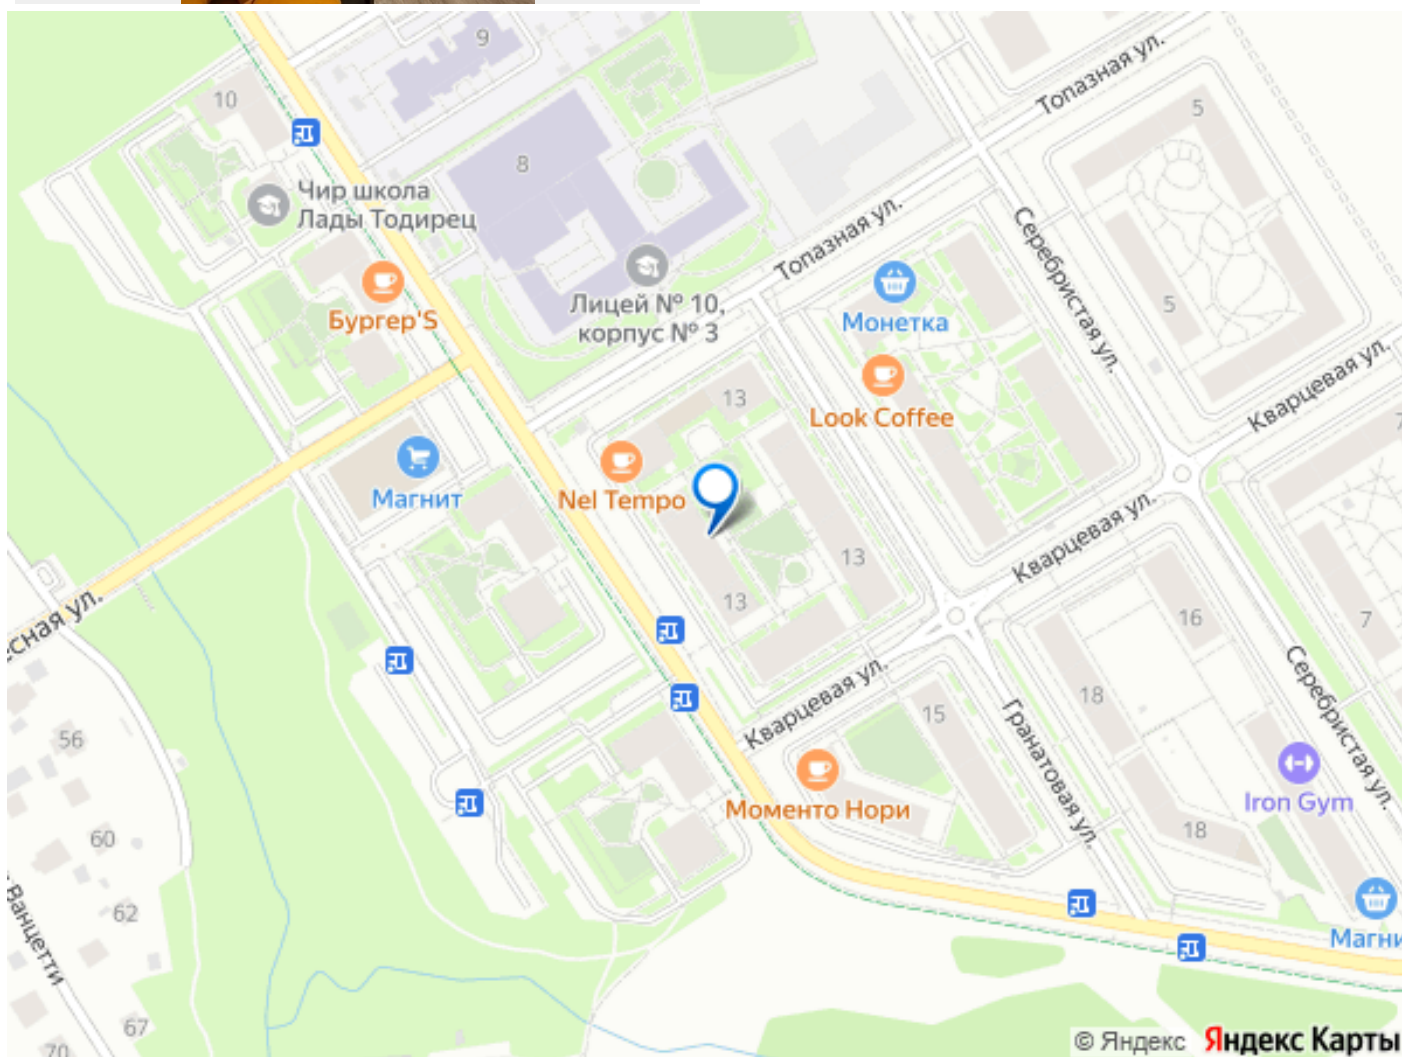 9
10
8
Чир школа
Лады Тодирец
Бургер'S
Лицей № 10,
корпус № 3
Топазная ул.
Топазная ул.
5
5
Серебристая ул.
Монетка
Look Coffee
Кварцевая ул.
13
Nel Tempo
Магнит
13
13
Кварцевая ул.
16
7
7
сная ул.
Кварцевая ул.
15
18
Гранатовая ул.
Серебристая ул.
Iron Gym
Моменто Нори
18
56
60
62
Ванцетти
67
70
Магни
© Яндекс Яндекс Карты